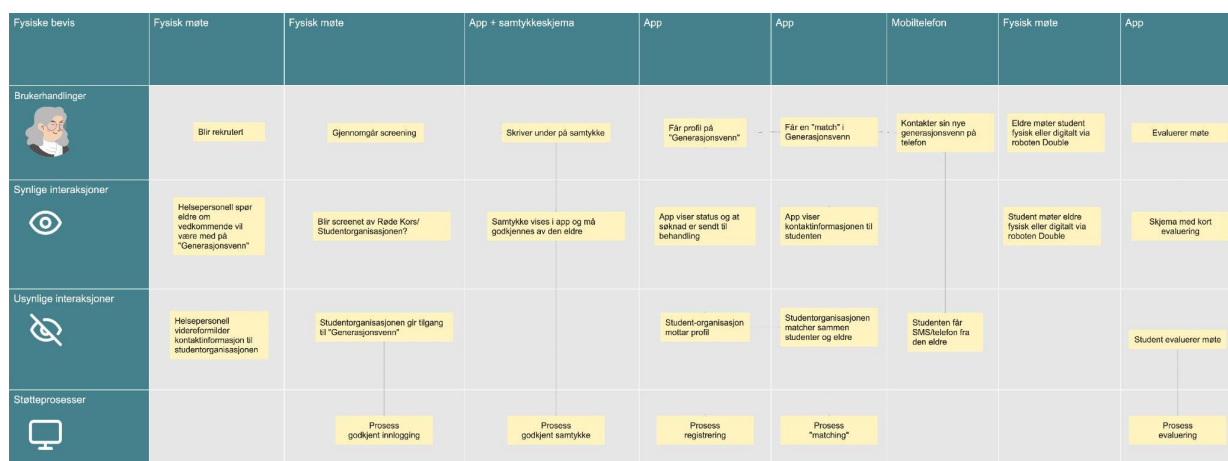 Fysiske bevis
Fysisk møte
Fysisk møte
App + samtykkeskjema
App
App
Mobiltelefon
Fysisk møte
App
Brukerhandlinger
Blir rekrutert
Gjennomgår screening
Skriver under på samtykke
Får profil på
"Generasjonsvenn"
Får en "match" i
Generasjonsvenn
Kontakter sin nye
generasjonsvenn på
telefon
Eldre møter student
fysisk eller digitalt via
roboten Double
Evaluerer møte
Synlige interaksjoner
Helsepersonell spør
eldre om
vedkommende vil
være med på
"Generasjonsvenn"
Blir screenet av Røde Kors/
Studentorganisasjonen?
Samtykke vises i app og må
godkjennes av den eldre
App viser status og at
søknad er sendt til
behandling
App viser
kontaktinformasjonen til
studenten
Student møter eldre
fysisk eller digitalt via
roboten Double
Skjema med kort
evaluering
Usynlige interaksjoner
Helsepersonell
videreformilder
kontaktinformasjon til
studentorganisasjonen
Studentorganisasjonen gir tilgang
til "Generasjonsvenn"
Student-organisasjon
mottar profil
Studentorganisasjonen
matcher sammen
studenter og eldre
Studenten får
SMS/telefon fra
den eldre
Student evaluerer møte
Støtteprosesser
Prosess
godkjent innlogging
Prosess
godkjent samtykke
Prosess
registrering
Prosess
"matching"
Prosess
evaluering